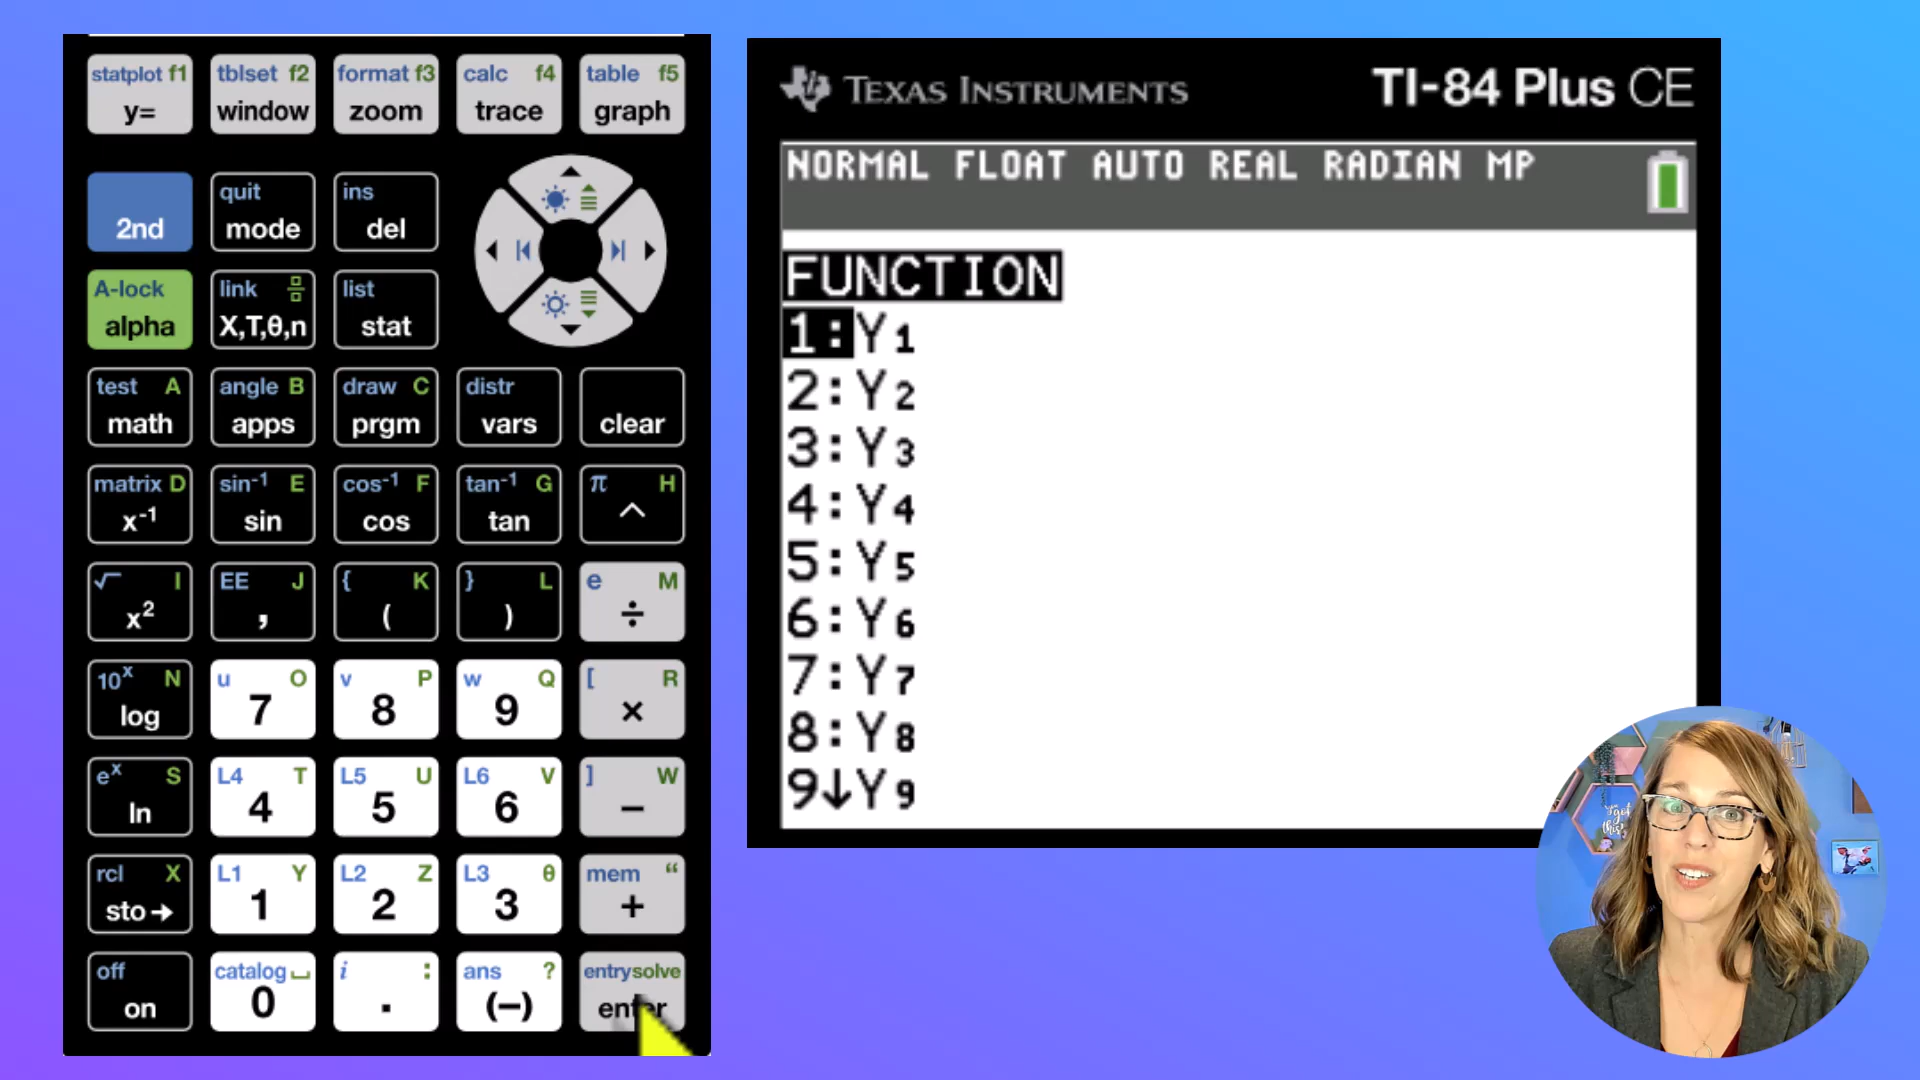 statplot f1 tblset f2 format f3 calc f4 table f5
y= window zoom trace graph
quit ins
2nd mode del
A-lock link list
alpha X,T,θ,n stat
test A angle B draw C distr
math apps prgm vars clear
matrix D sin⁻¹ E cos⁻¹ F tan⁻¹ G π H
x⁻¹ sin cos tan ^
√ I EE J { K } L e M
x² , ( ) ÷
10ˣ N u O v P w Q [ R
log 7 8 9 ×
eˣ S L4 T L5 U L6 V ] W
ln 4 5 6 −
rcl X L1 Y L2 Z L3 θ mem “
sto→ 1 2 3 +
off catalog ⎵ i : ans ? entry solve
on 0 . (−) enter
TEXAS INSTRUMENTS TI-84 Plus CE
NORMAL FLOAT AUTO REAL RADIAN MP
FUNCTION
1:Y₁
2:Y₂
3:Y₃
4:Y₄
5:Y₅
6:Y₆
7:Y₇
8:Y₈
9↓Y₉
you got this!